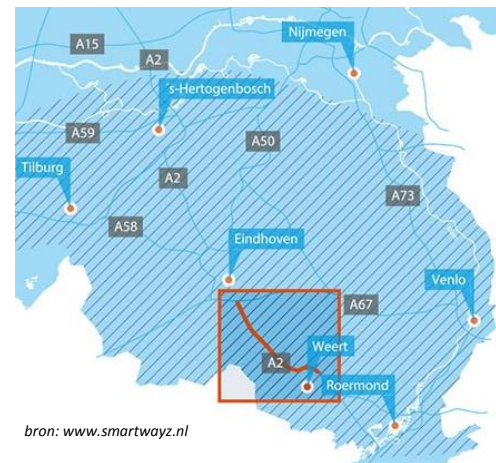 Nijmegen
A15
A2
's-Hertogenbosch
A59
A50
Tilburg
A2
A73
A58
Eindhoven
Venlo
A67
Weert
A2
Roermond
bron: www.smartwayz.nl